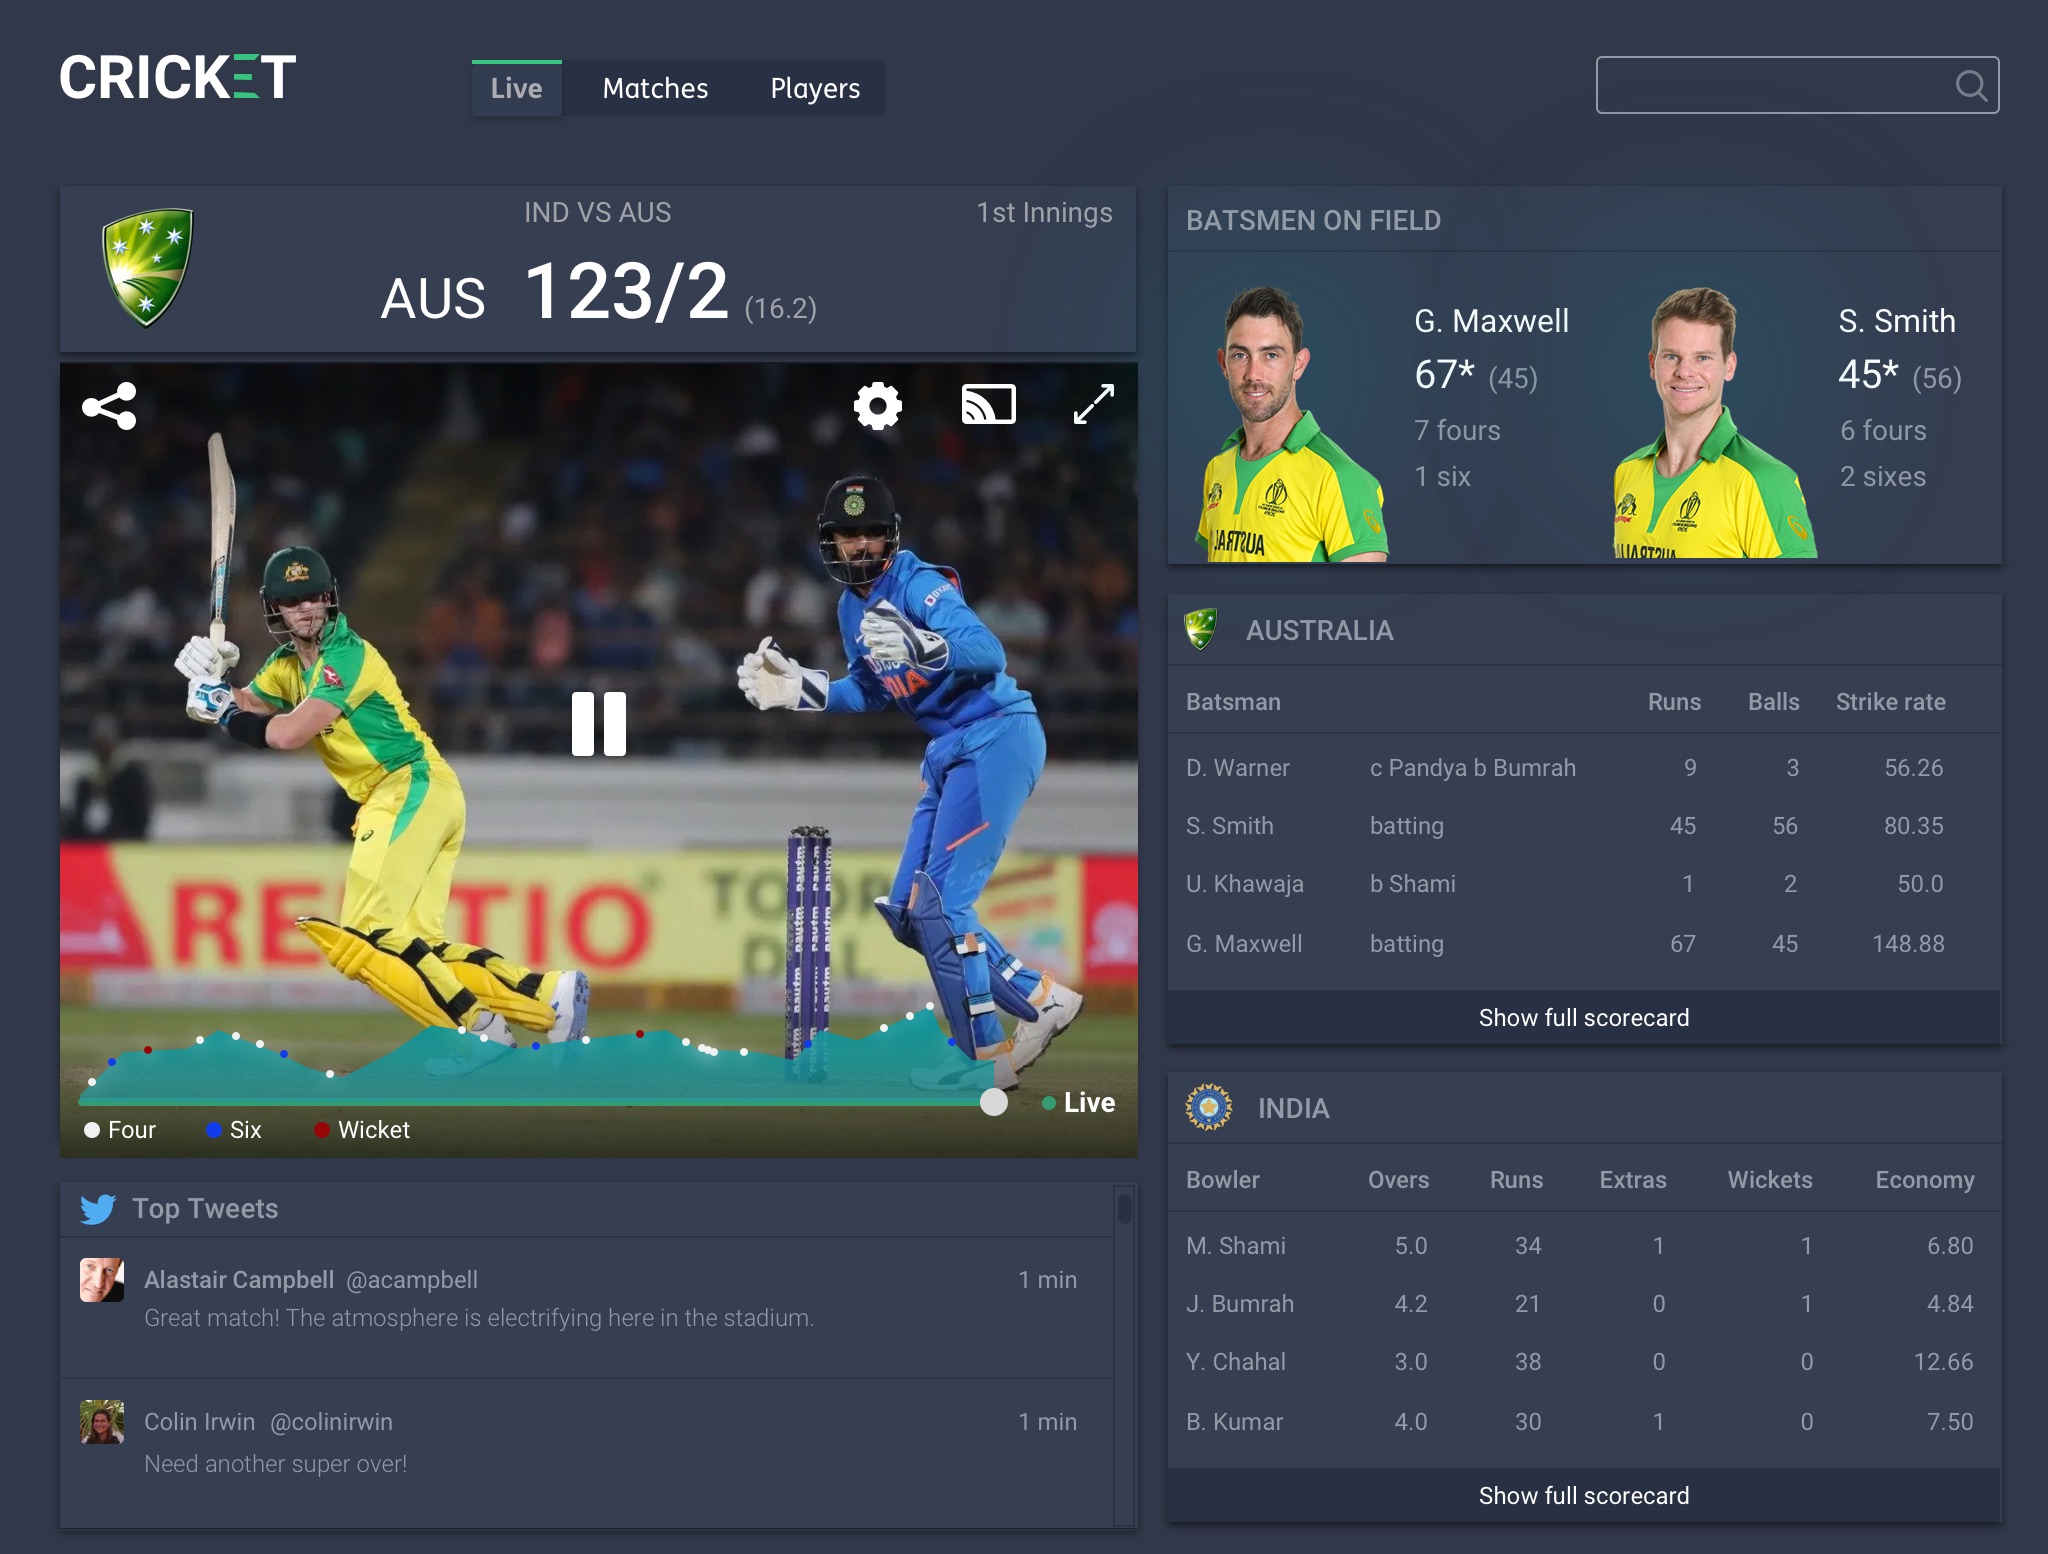 CRICKET
Live Matches Players
IND VS AUS 1st Innings
AUS 123/2 (16.2)
Live
Four Six Wicket
Top Tweets
Alastair Campbell @acampbell 1 min
Great match! The atmosphere is electrifying here in the stadium.
Colin Irwin @colinirwin 1 min
Need another super over!
BATSMEN ON FIELD
G. Maxwell
67* (45)
7 fours
1 six
S. Smith
45* (56)
6 fours
2 sixes
AUSTRALIA
Batsman Runs Balls Strike rate
D. Warner c Pandya b Bumrah 9 3 56.26
S. Smith batting 45 56 80.35
U. Khawaja b Shami 1 2 50.0
G. Maxwell batting 67 45 148.88
Show full scorecard
INDIA
Bowler Overs Runs Extras Wickets Economy
M. Shami 5.0 34 1 1 6.80
J. Bumrah 4.2 21 0 1 4.84
Y. Chahal 3.0 38 0 0 12.66
B. Kumar 4.0 30 1 0 7.50
Show full scorecard